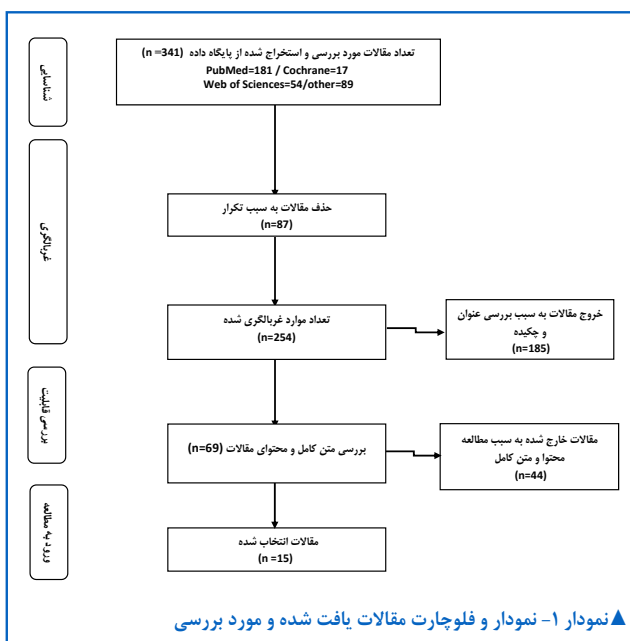 شناسایی
تعداد مقالات مورد بررسی و استخراج شده از پایگاه داده (n =341)
PubMed=181 / Cochrane=17
Web of Sciences=54/other=89
غربالگری
حذف مقالات به سبب تکرار
(n=87)
تعداد موارد غربالگری شده
(n=254)
خروج مقالات به سبب بررسی عنوان
و چکیده
(n=185)
بررسی قابلیت
بررسی متن کامل و محتوای مقالات (n=69)
مقالات خارج شده به سبب مطالعه
محتوا و متن کامل
(n=44)
ورود به مطالعه
مقالات انتخاب شده
(n =15)
▲نمودار 1- نمودار و فلوچارت مقالات یافت شده و مورد بررسی